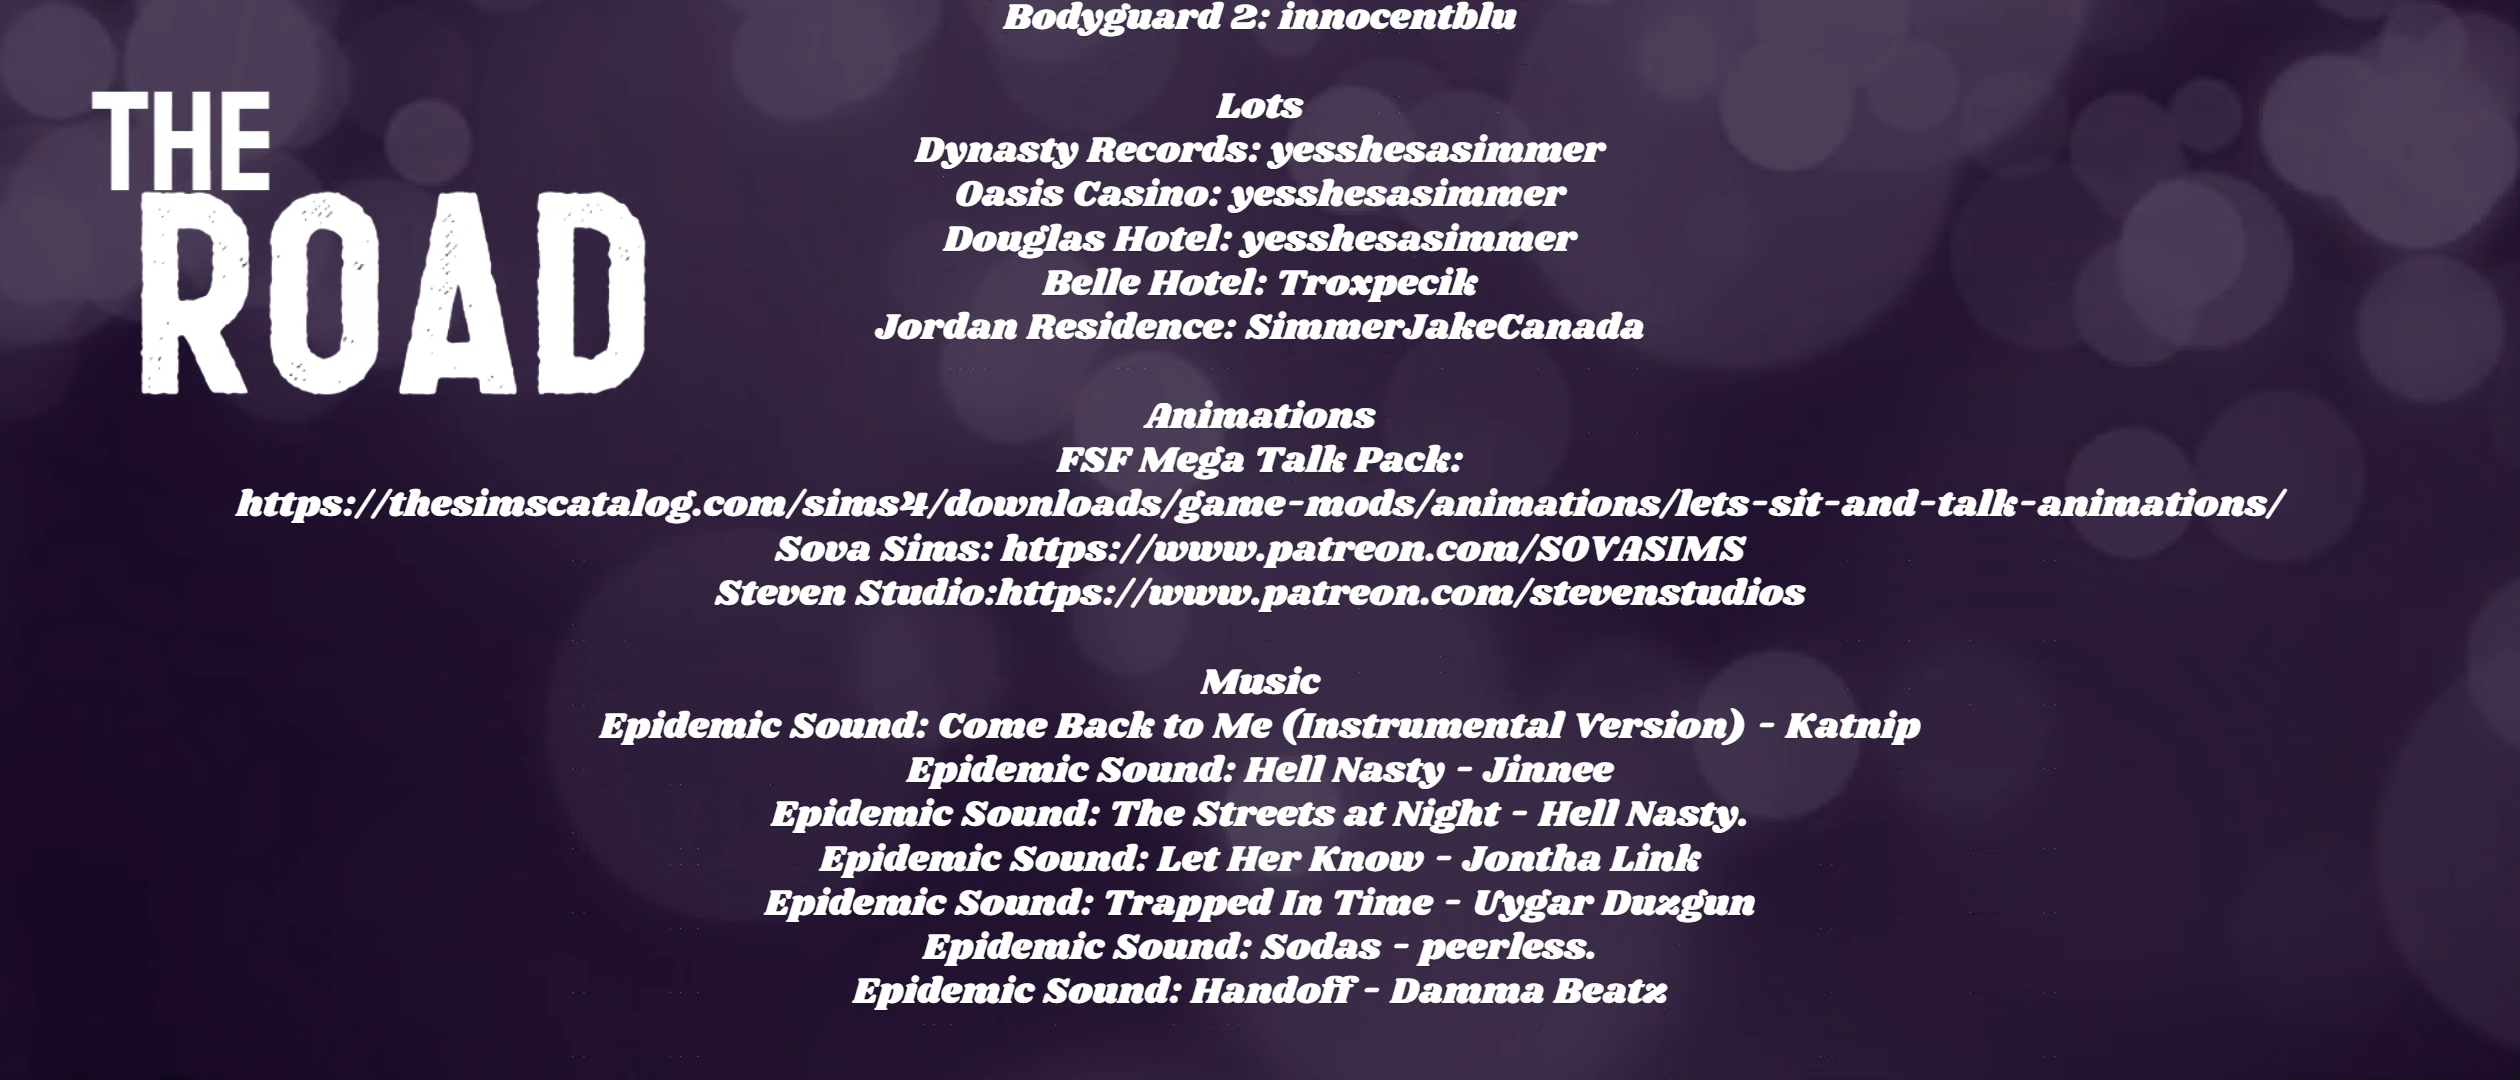 Bodyguard 2: innocentblu
THE
ROAD
Lots
Dynasty Records: yesshesasimmer
Oasis Casino: yesshesasimmer
Douglas Hotel: yesshesasimmer
Belle Hotel: Troxpecik
Jordan Residence: SimmerJakeCanada
Animations
FSF Mega Talk Pack:
https://thesimscatalog.com/sims4/downloads/game-mods/animations/lets-sit-and-talk-animations/
Sova Sims: https://www.patreon.com/SOVASIMS
Steven Studio:https://www.patreon.com/stevenstudios
Music
Epidemic Sound: Come Back to Me (Instrumental Version) - Katnip
Epidemic Sound: Hell Nasty - Jinnee
Epidemic Sound: The Streets at Night - Hell Nasty.
Epidemic Sound: Let Her Know - Jontha Link
Epidemic Sound: Trapped In Time - Uygar Duzgun
Epidemic Sound: Sodas - peerless.
Epidemic Sound: Handoff - Damma Beatz